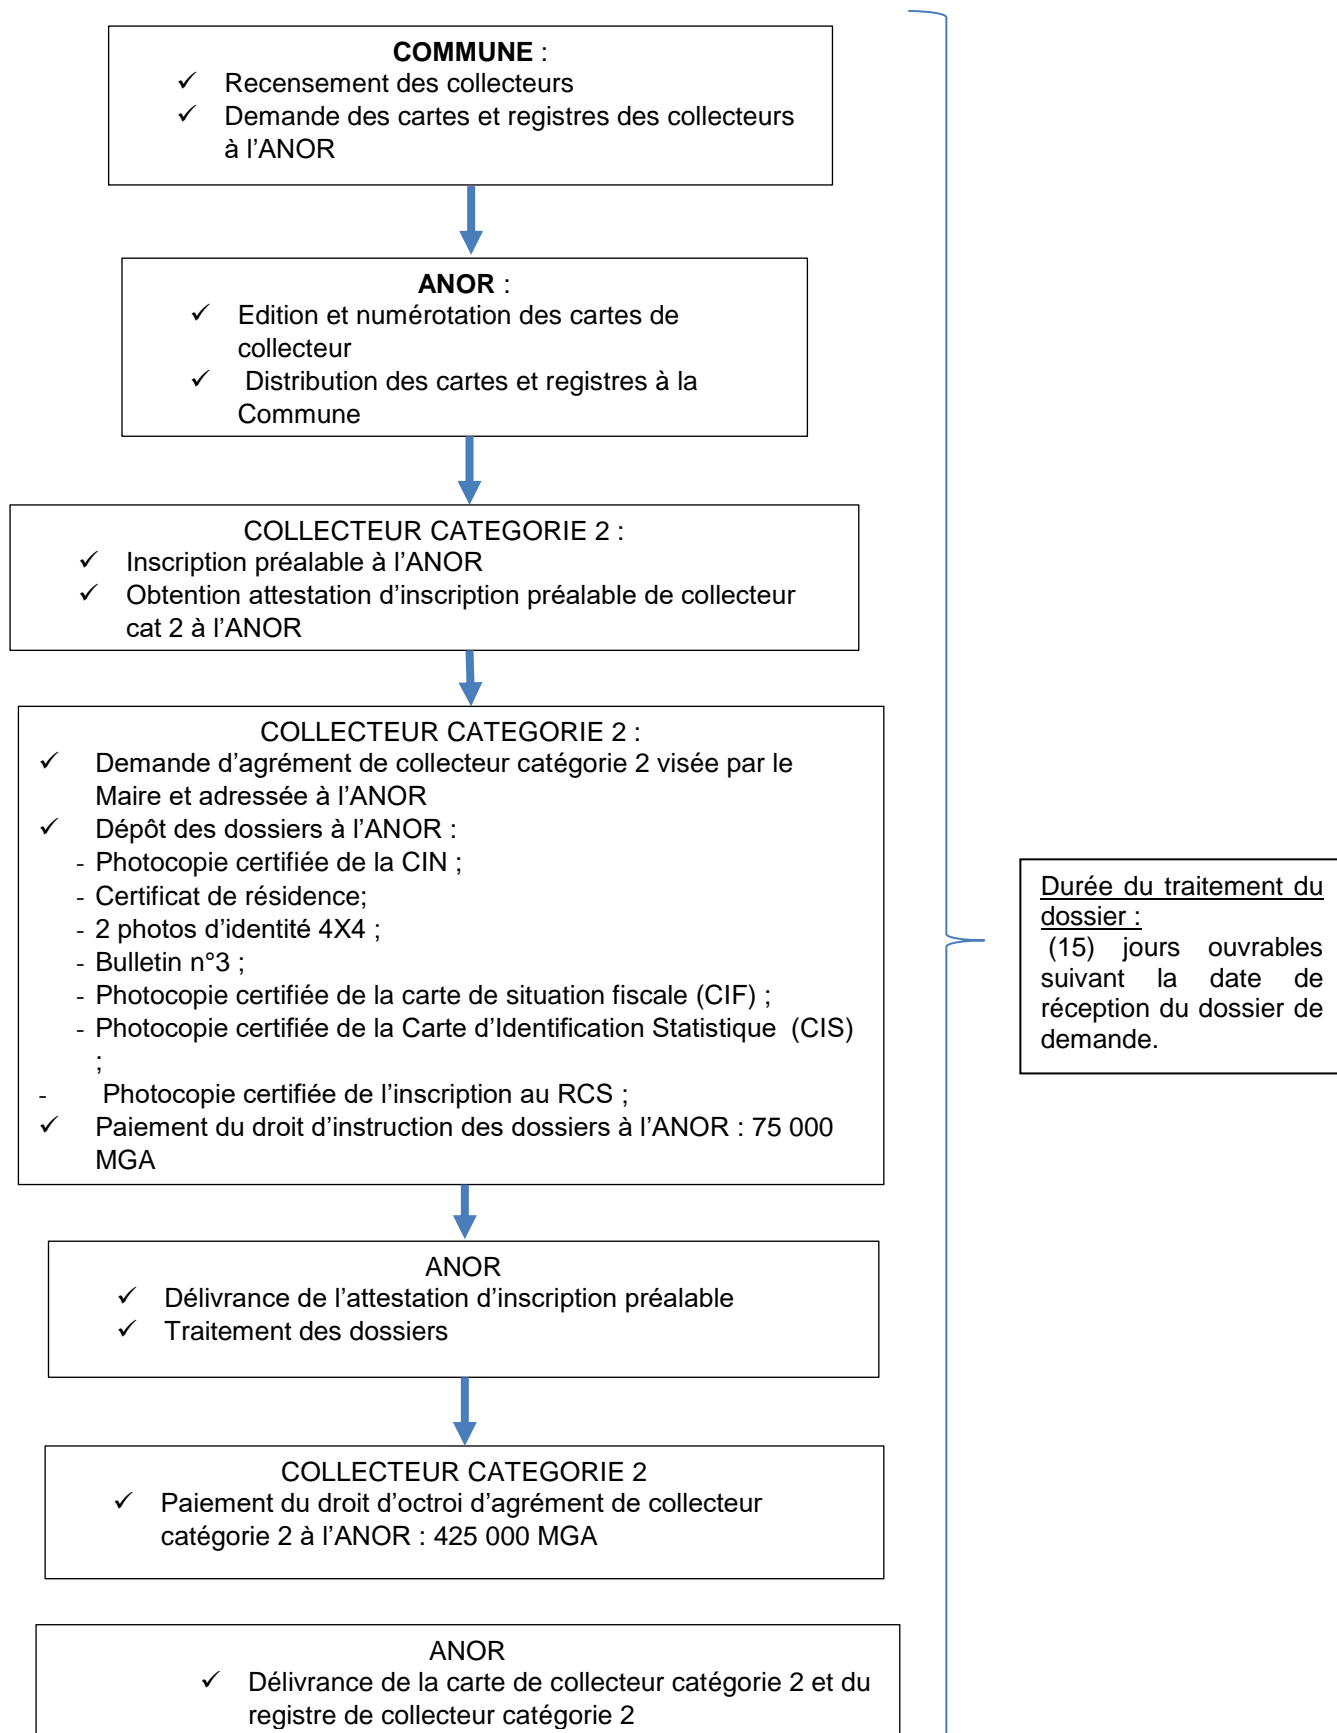 COMMUNE :
✓ Recensement des collecteurs
✓ Demande des cartes et registres des collecteurs
à l’ANOR
ANOR :
✓ Edition et numérotation des cartes de
collecteur
✓ Distribution des cartes et registres à la
Commune
COLLECTEUR CATEGORIE 2 :
✓ Inscription préalable à l’ANOR
✓ Obtention attestation d’inscription préalable de collecteur
cat 2 à l’ANOR
COLLECTEUR CATEGORIE 2 :
✓ Demande d’agrément de collecteur catégorie 2 visée par le
Maire et adressée à l’ANOR
✓ Dépôt des dossiers à l’ANOR :
- Photocopie certifiée de la CIN ;
- Certificat de résidence;
- 2 photos d’identité 4X4 ;
- Bulletin n°3 ;
- Photocopie certifiée de la carte de situation fiscale (CIF) ;
- Photocopie certifiée de la Carte d’Identification Statistique (CIS)
;
- Photocopie certifiée de l’inscription au RCS ;
✓ Paiement du droit d’instruction des dossiers à l’ANOR : 75 000
MGA
ANOR
✓ Délivrance de l’attestation d’inscription préalable
✓ Traitement des dossiers
COLLECTEUR CATEGORIE 2
✓ Paiement du droit d’octroi d’agrément de collecteur
catégorie 2 à l’ANOR : 425 000 MGA
ANOR
✓ Délivrance de la carte de collecteur catégorie 2 et du
registre de collecteur catégorie 2
Durée du traitement du
dossier :
(15) jours ouvrables
suivant la date de
réception du dossier de
demande.